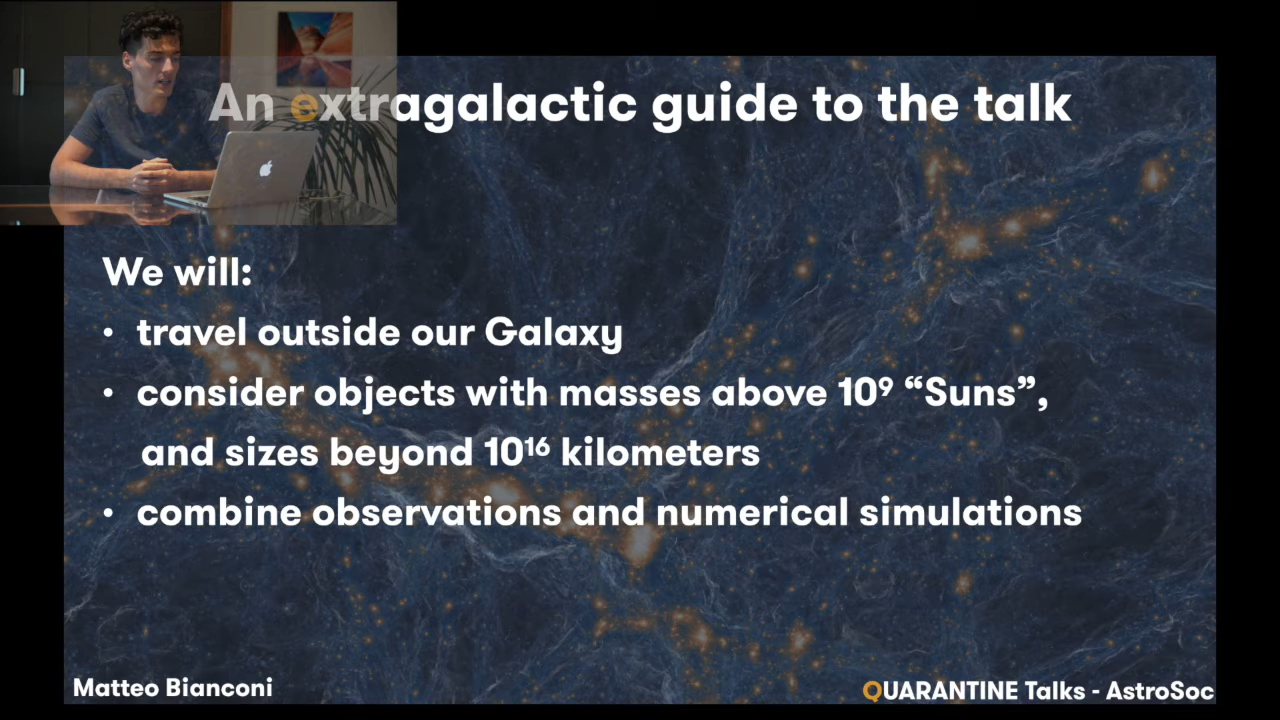 An extragalactic guide to the talk
We will:
• travel outside our Galaxy
• consider objects with masses above 10⁹ “Suns”,
and sizes beyond 10¹⁶ kilometers
• combine observations and numerical simulations
Matteo Bianconi
QUARANTINE Talks - AstroSoc